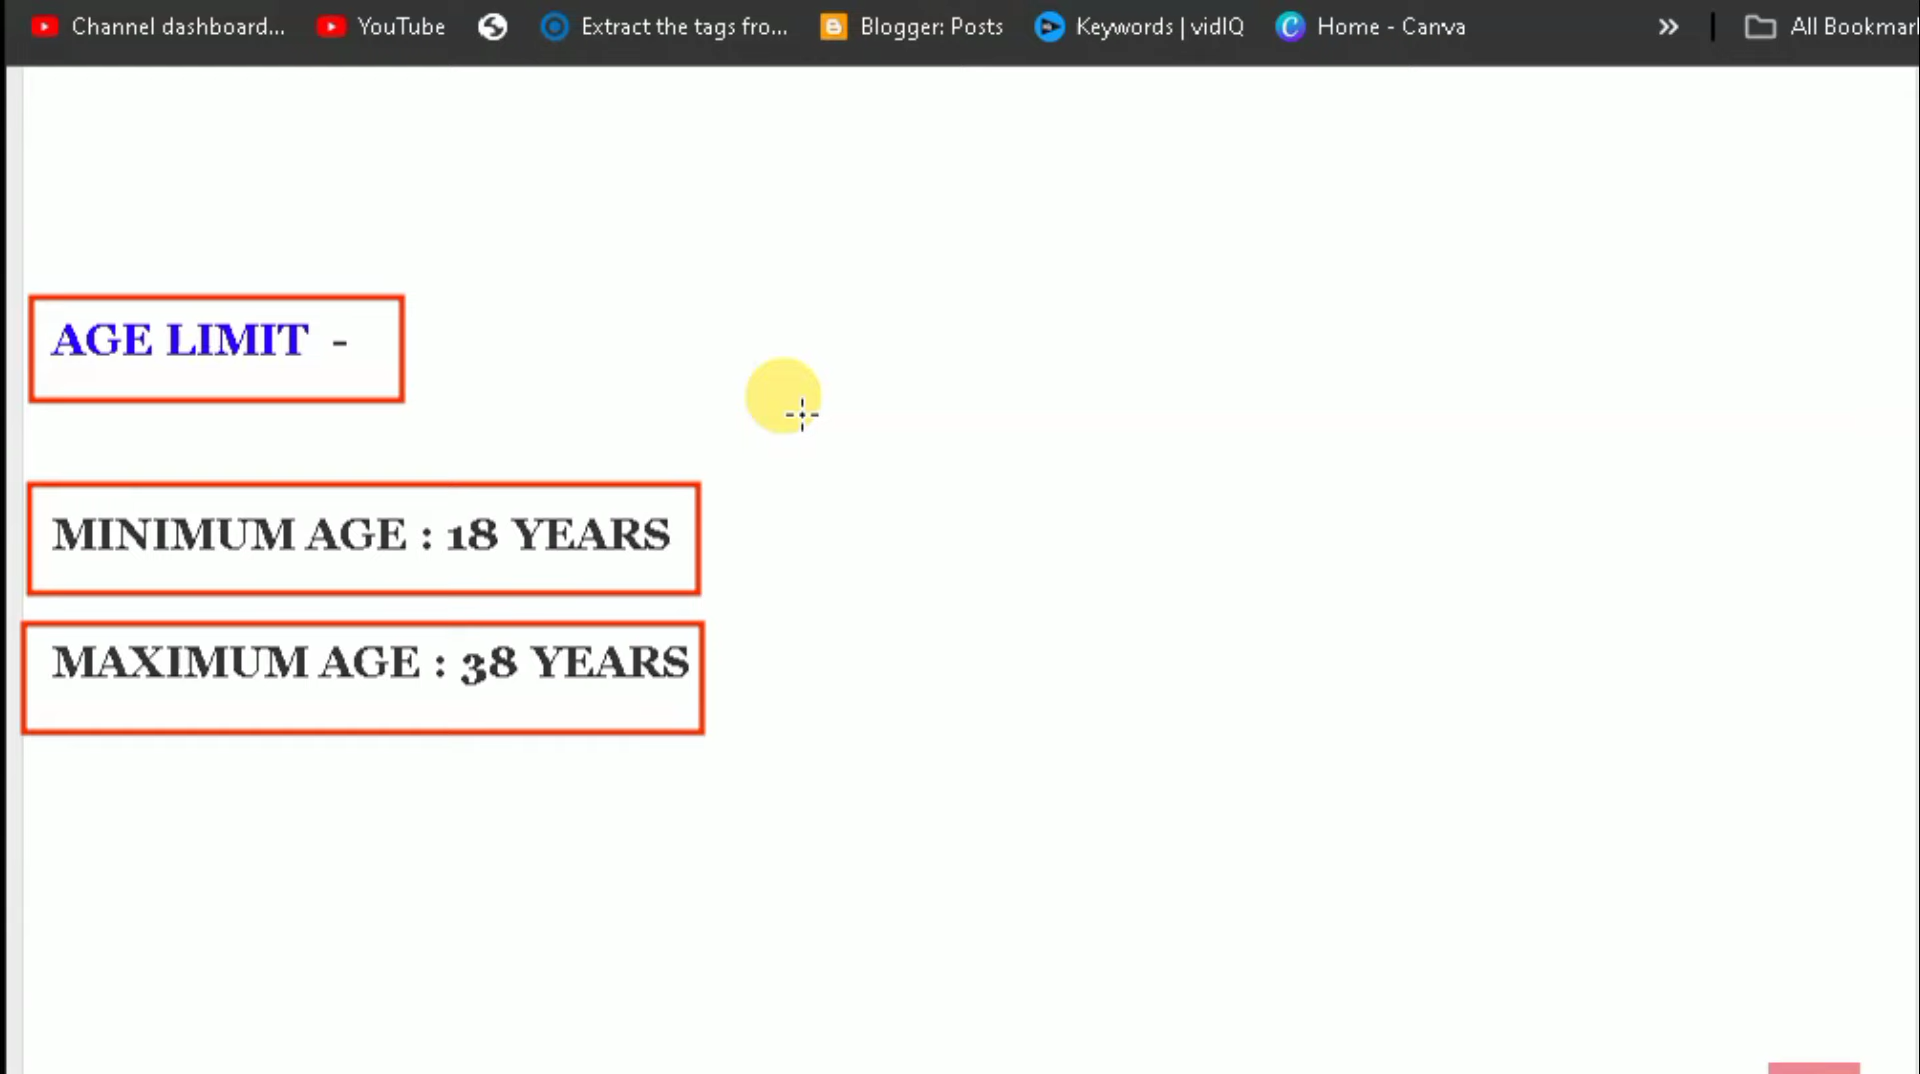 Channel dashboard... YouTube Extract the tags fro... Blogger: Posts Keywords | vidIQ Home - Canva » All Bookmark
AGE LIMIT -
MINIMUM AGE : 18 YEARS
MAXIMUM AGE : 38 YEARS